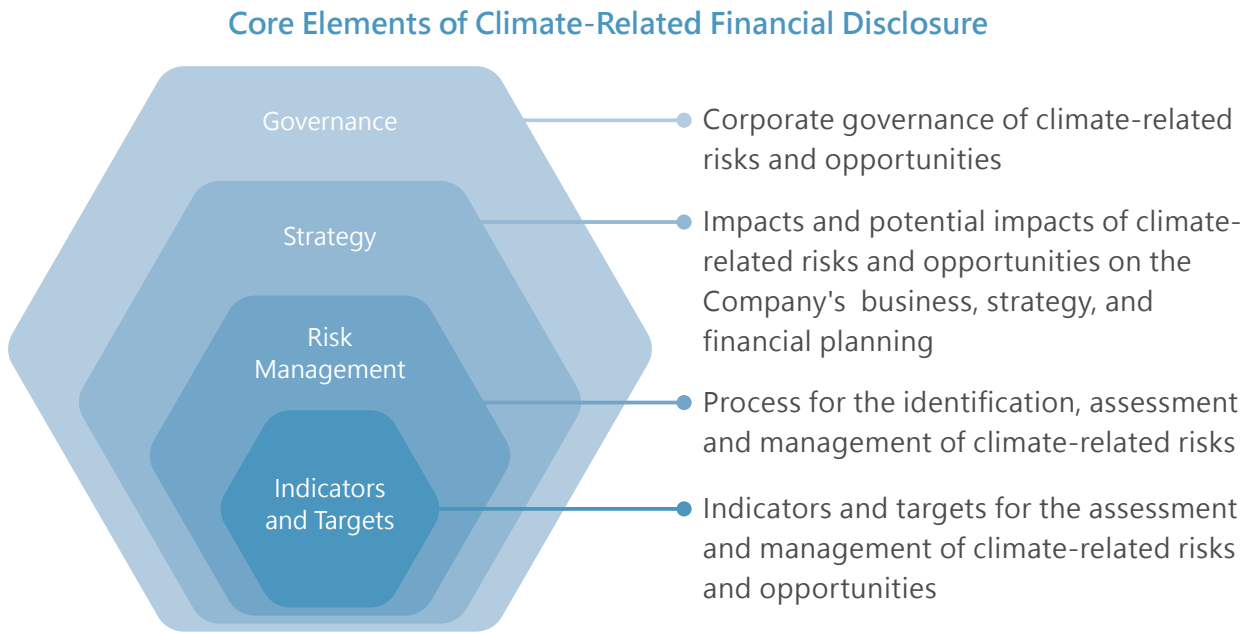 Core Elements of Climate-Related Financial Disclosure
Governance
Corporate governance of climate-related
risks and opportunities
Strategy
Impacts and potential impacts of climate-
related risks and opportunities on the
Company's  business, strategy, and
financial planning
Risk
Management
Process for the identification, assessment
and management of climate-related risks
Indicators
and Targets
Indicators and targets for the assessment
and management of climate-related risks
and opportunities